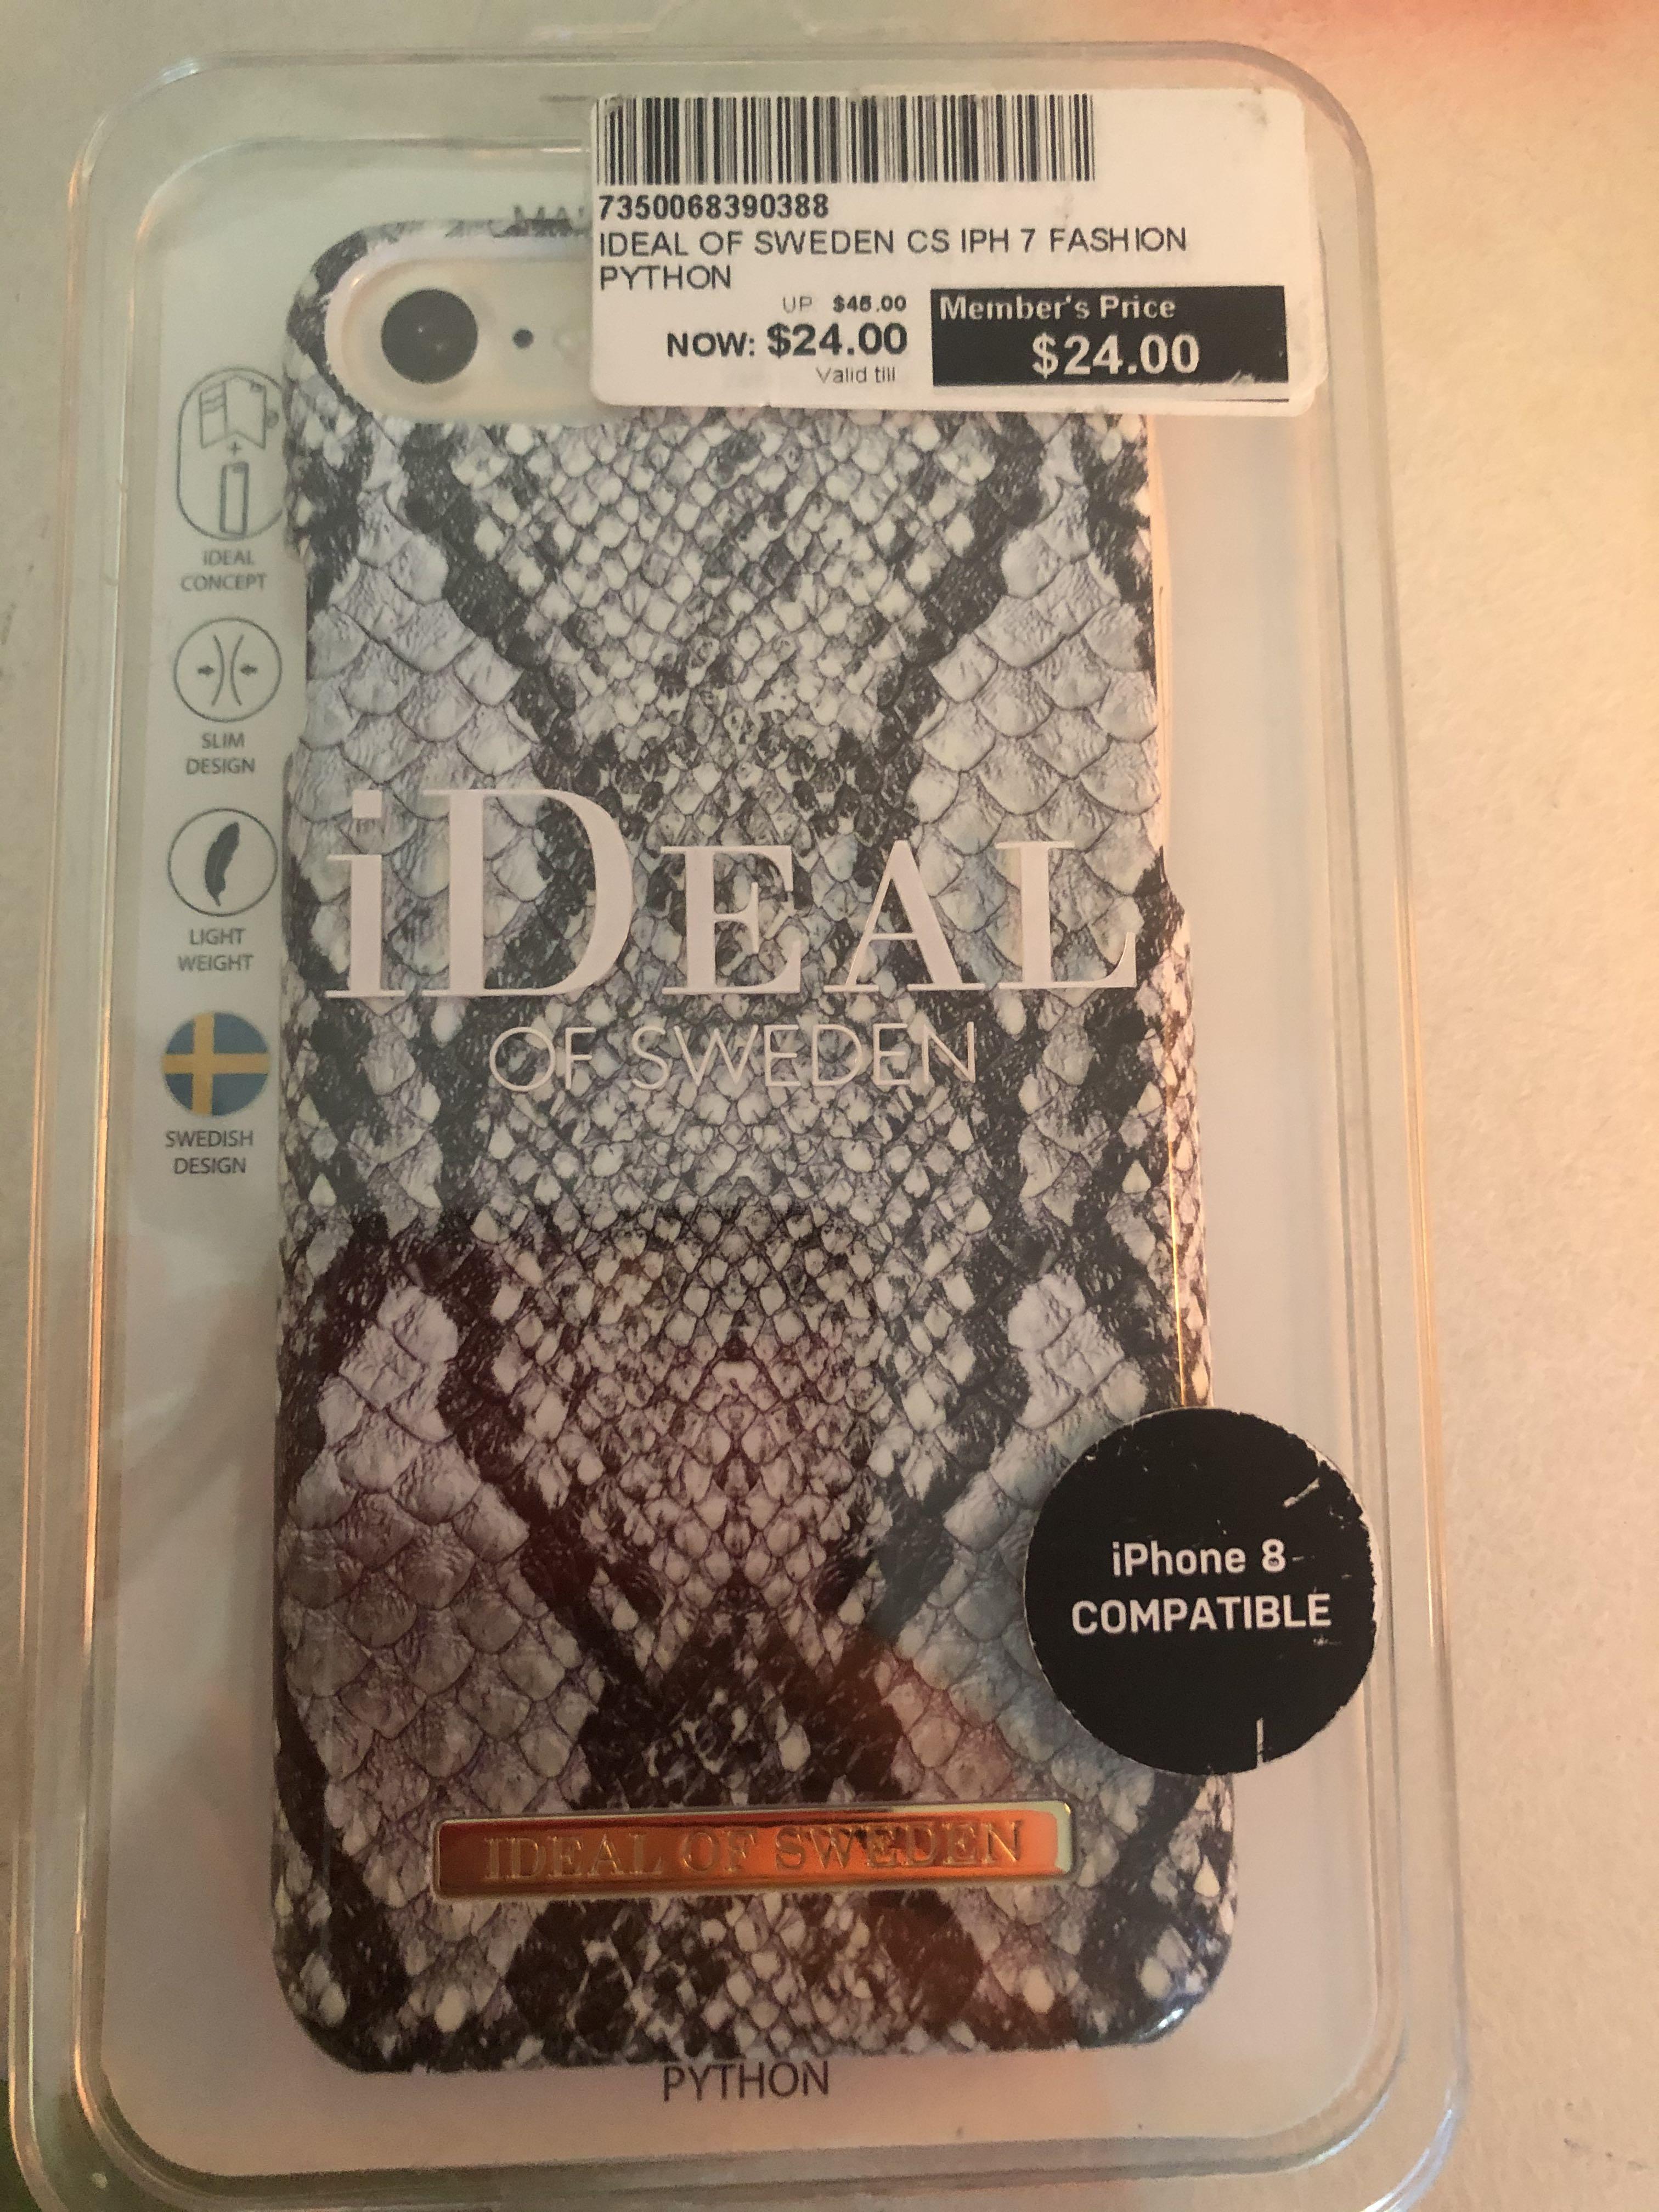 7350068390388
IDEAL OF SWEDEN CS IPH 7 FASHION
PYTHON
UP $45.00
NOW: $24.00
Valid till
Member's Price
$24.00
IDEAL
CONCEPT
SLIM
DESIGN
LIGHT
WEIGHT
SWEDISH
DESIGN
iDEAL
OF SWEDEN
iPhone 8
COMPATIBLE
IDEAL OF SWEDEN
PYTHON